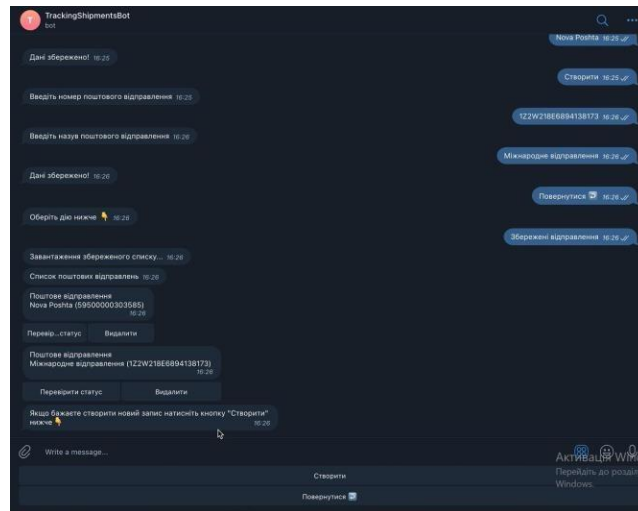 TrackingShipmentsBot
bot
Nova Poshta 16:25
Дані збережено! 16:25
Створити 16:25
Введіть номер поштового відправлення 16:25
1Z2W218E6894138173 16:26
Введіть назув поштового відправлення 16:26
Міжнародне відправлення 16:26
Дані збережено! 16:26
Повернутися 16:26
Оберіть дію нижче 👇 16:26
Збережені відправлення 16:26
Завантаження збереженого списку... 16:26
Список поштових відправлень 16:26
Поштове відправлення
Nova Poshta (59500000303585)
16:26
Перевір...статус Видалити
Поштове відправлення
Міжнародне відправлення (1Z2W218E6894138173)
16:26
Перевірити статус Видалити
Якщо бажаєте створити новий запис натисніть кнопку "Створити"
нижче 👇 16:26
Write a message...
Активація Win
Перейдіть до розділ
Windows.
Створити
Повернутися